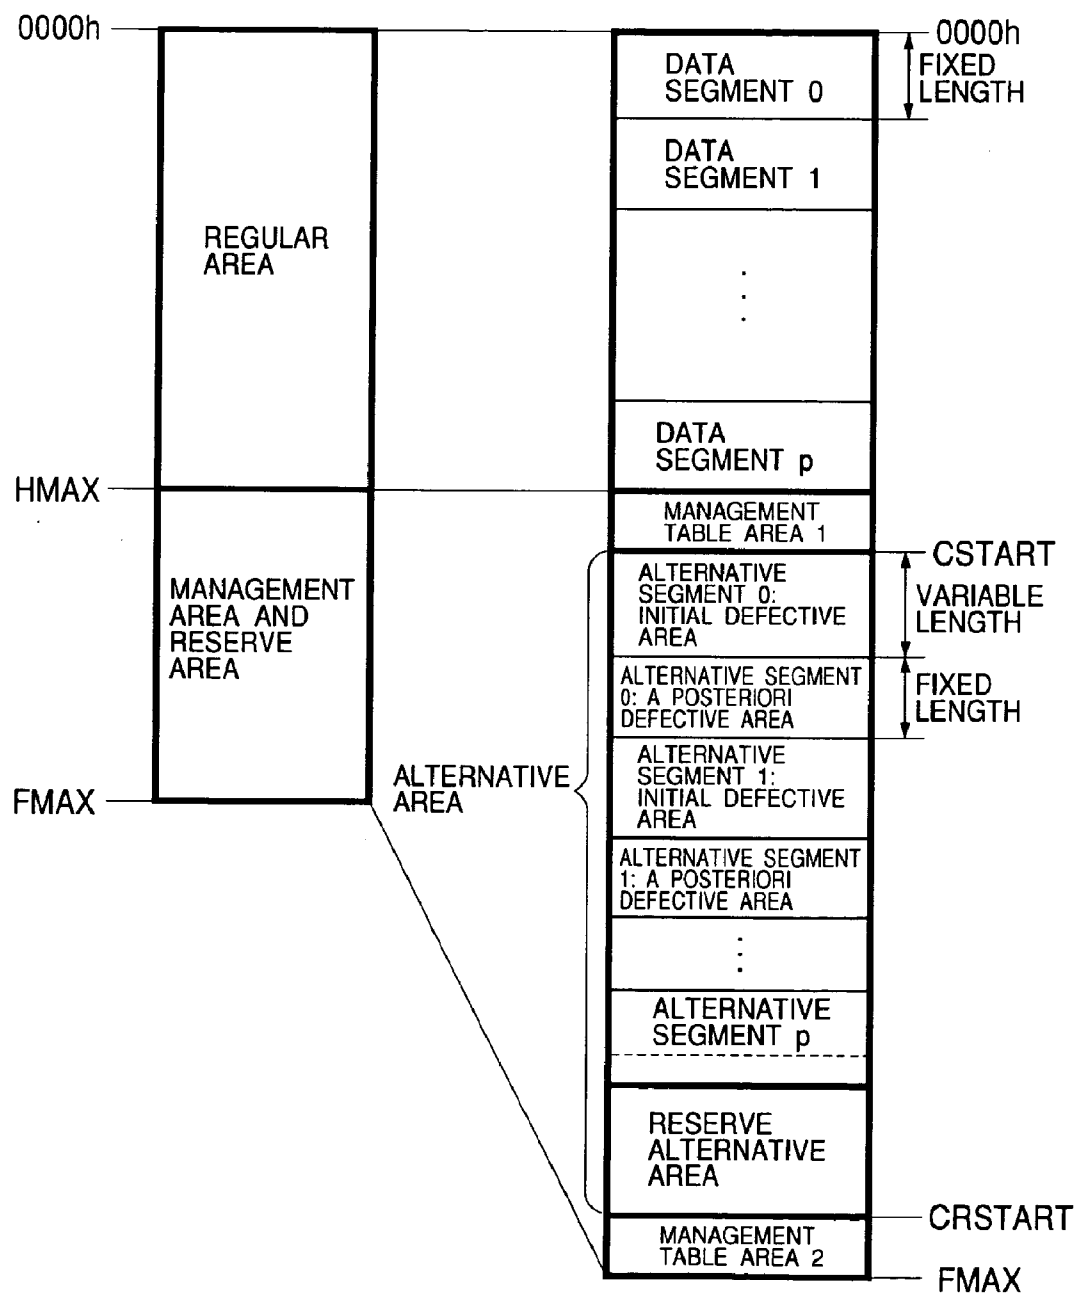 0000h
REGULAR
AREA
HMAX
MANAGEMENT
AREA AND
RESERVE
AREA
FMAX
0000h
FIXED
LENGTH
DATA
SEGMENT 0
DATA
SEGMENT 1
DATA
SEGMENT p
MANAGEMENT
TABLE AREA 1
CSTART
ALTERNATIVE
SEGMENT 0:
INITIAL DEFECTIVE
AREA
VARIABLE
LENGTH
ALTERNATIVE SEGMENT
0: A POSTERIORI
DEFECTIVE AREA
FIXED
LENGTH
ALTERNATIVE
AREA
ALTERNATIVE
SEGMENT 1:
INITIAL DEFECTIVE
AREA
ALTERNATIVE SEGMENT
1: A POSTERIORI
DEFECTIVE AREA
ALTERNATIVE
SEGMENT p
RESERVE
ALTERNATIVE
AREA
CRSTART
MANAGEMENT
TABLE AREA 2
FMAX